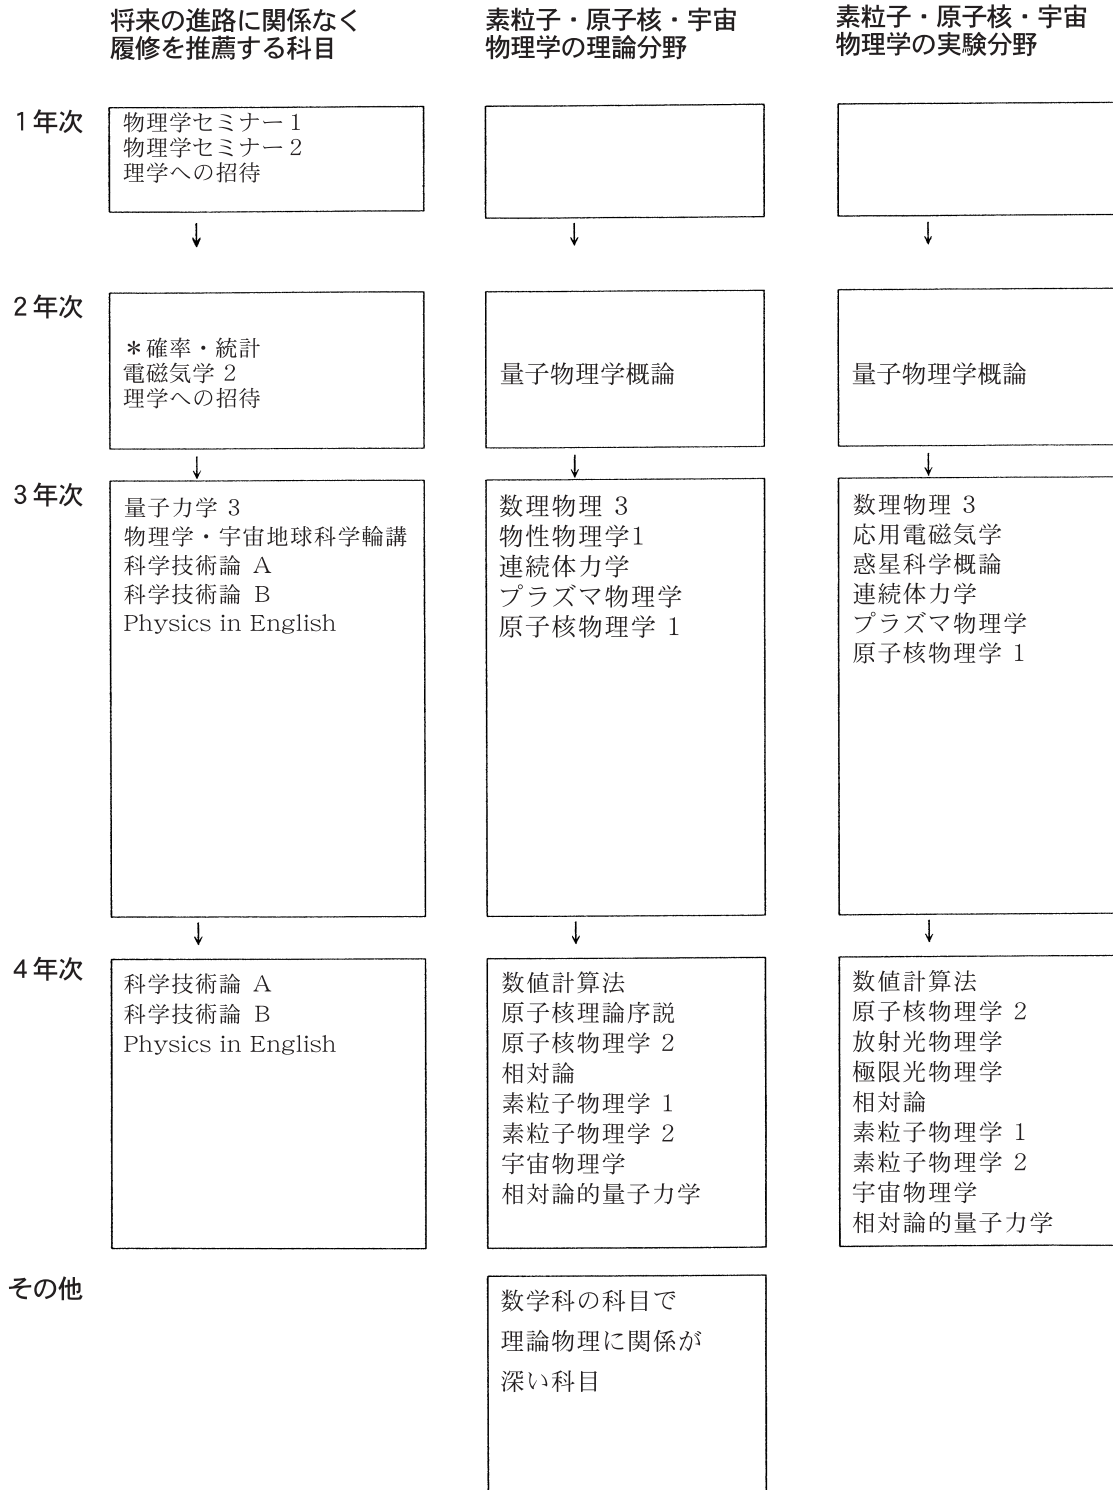 将来の進路に関係なく
履修を推薦する科目
素粒子・原子核・宇宙
物理学の理論分野
素粒子・原子核・宇宙
物理学の実験分野
1年次
物理学セミナー1
物理学セミナー2
理学への招待
2年次
＊確率・統計
電磁気学 2
理学への招待
量子物理学概論
量子物理学概論
3年次
量子力学 3
物理学・宇宙地球科学輪講
科学技術論 A
科学技術論 B
Physics in English
数理物理 3
物性物理学1
連続体力学
プラズマ物理学
原子核物理学 1
数理物理 3
応用電磁気学
惑星科学概論
連続体力学
プラズマ物理学
原子核物理学 1
4年次
科学技術論 A
科学技術論 B
Physics in English
数値計算法
原子核理論序説
原子核物理学 2
相対論
素粒子物理学 1
素粒子物理学 2
宇宙物理学
相対論的量子力学
数値計算法
原子核物理学 2
放射光物理学
極限光物理学
相対論
素粒子物理学 1
素粒子物理学 2
宇宙物理学
相対論的量子力学
その他
数学科の科目で
理論物理に関係が
深い科目